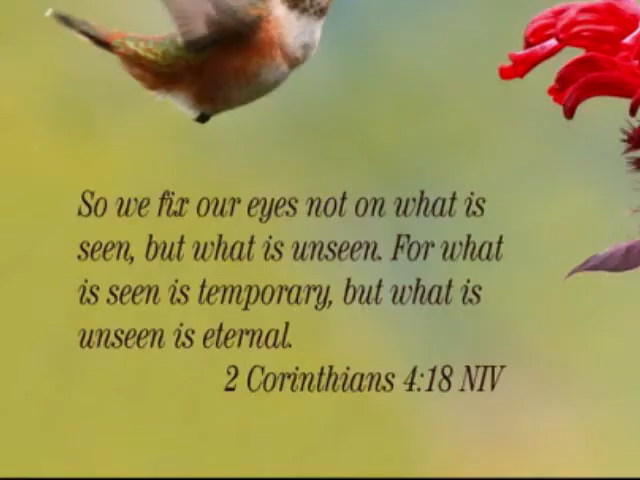 So we fix our eyes not on what is
seen, but what is unseen. For what
is seen is temporary, but what is
unseen is eternal.
2 Corinthians 4:18 NIV